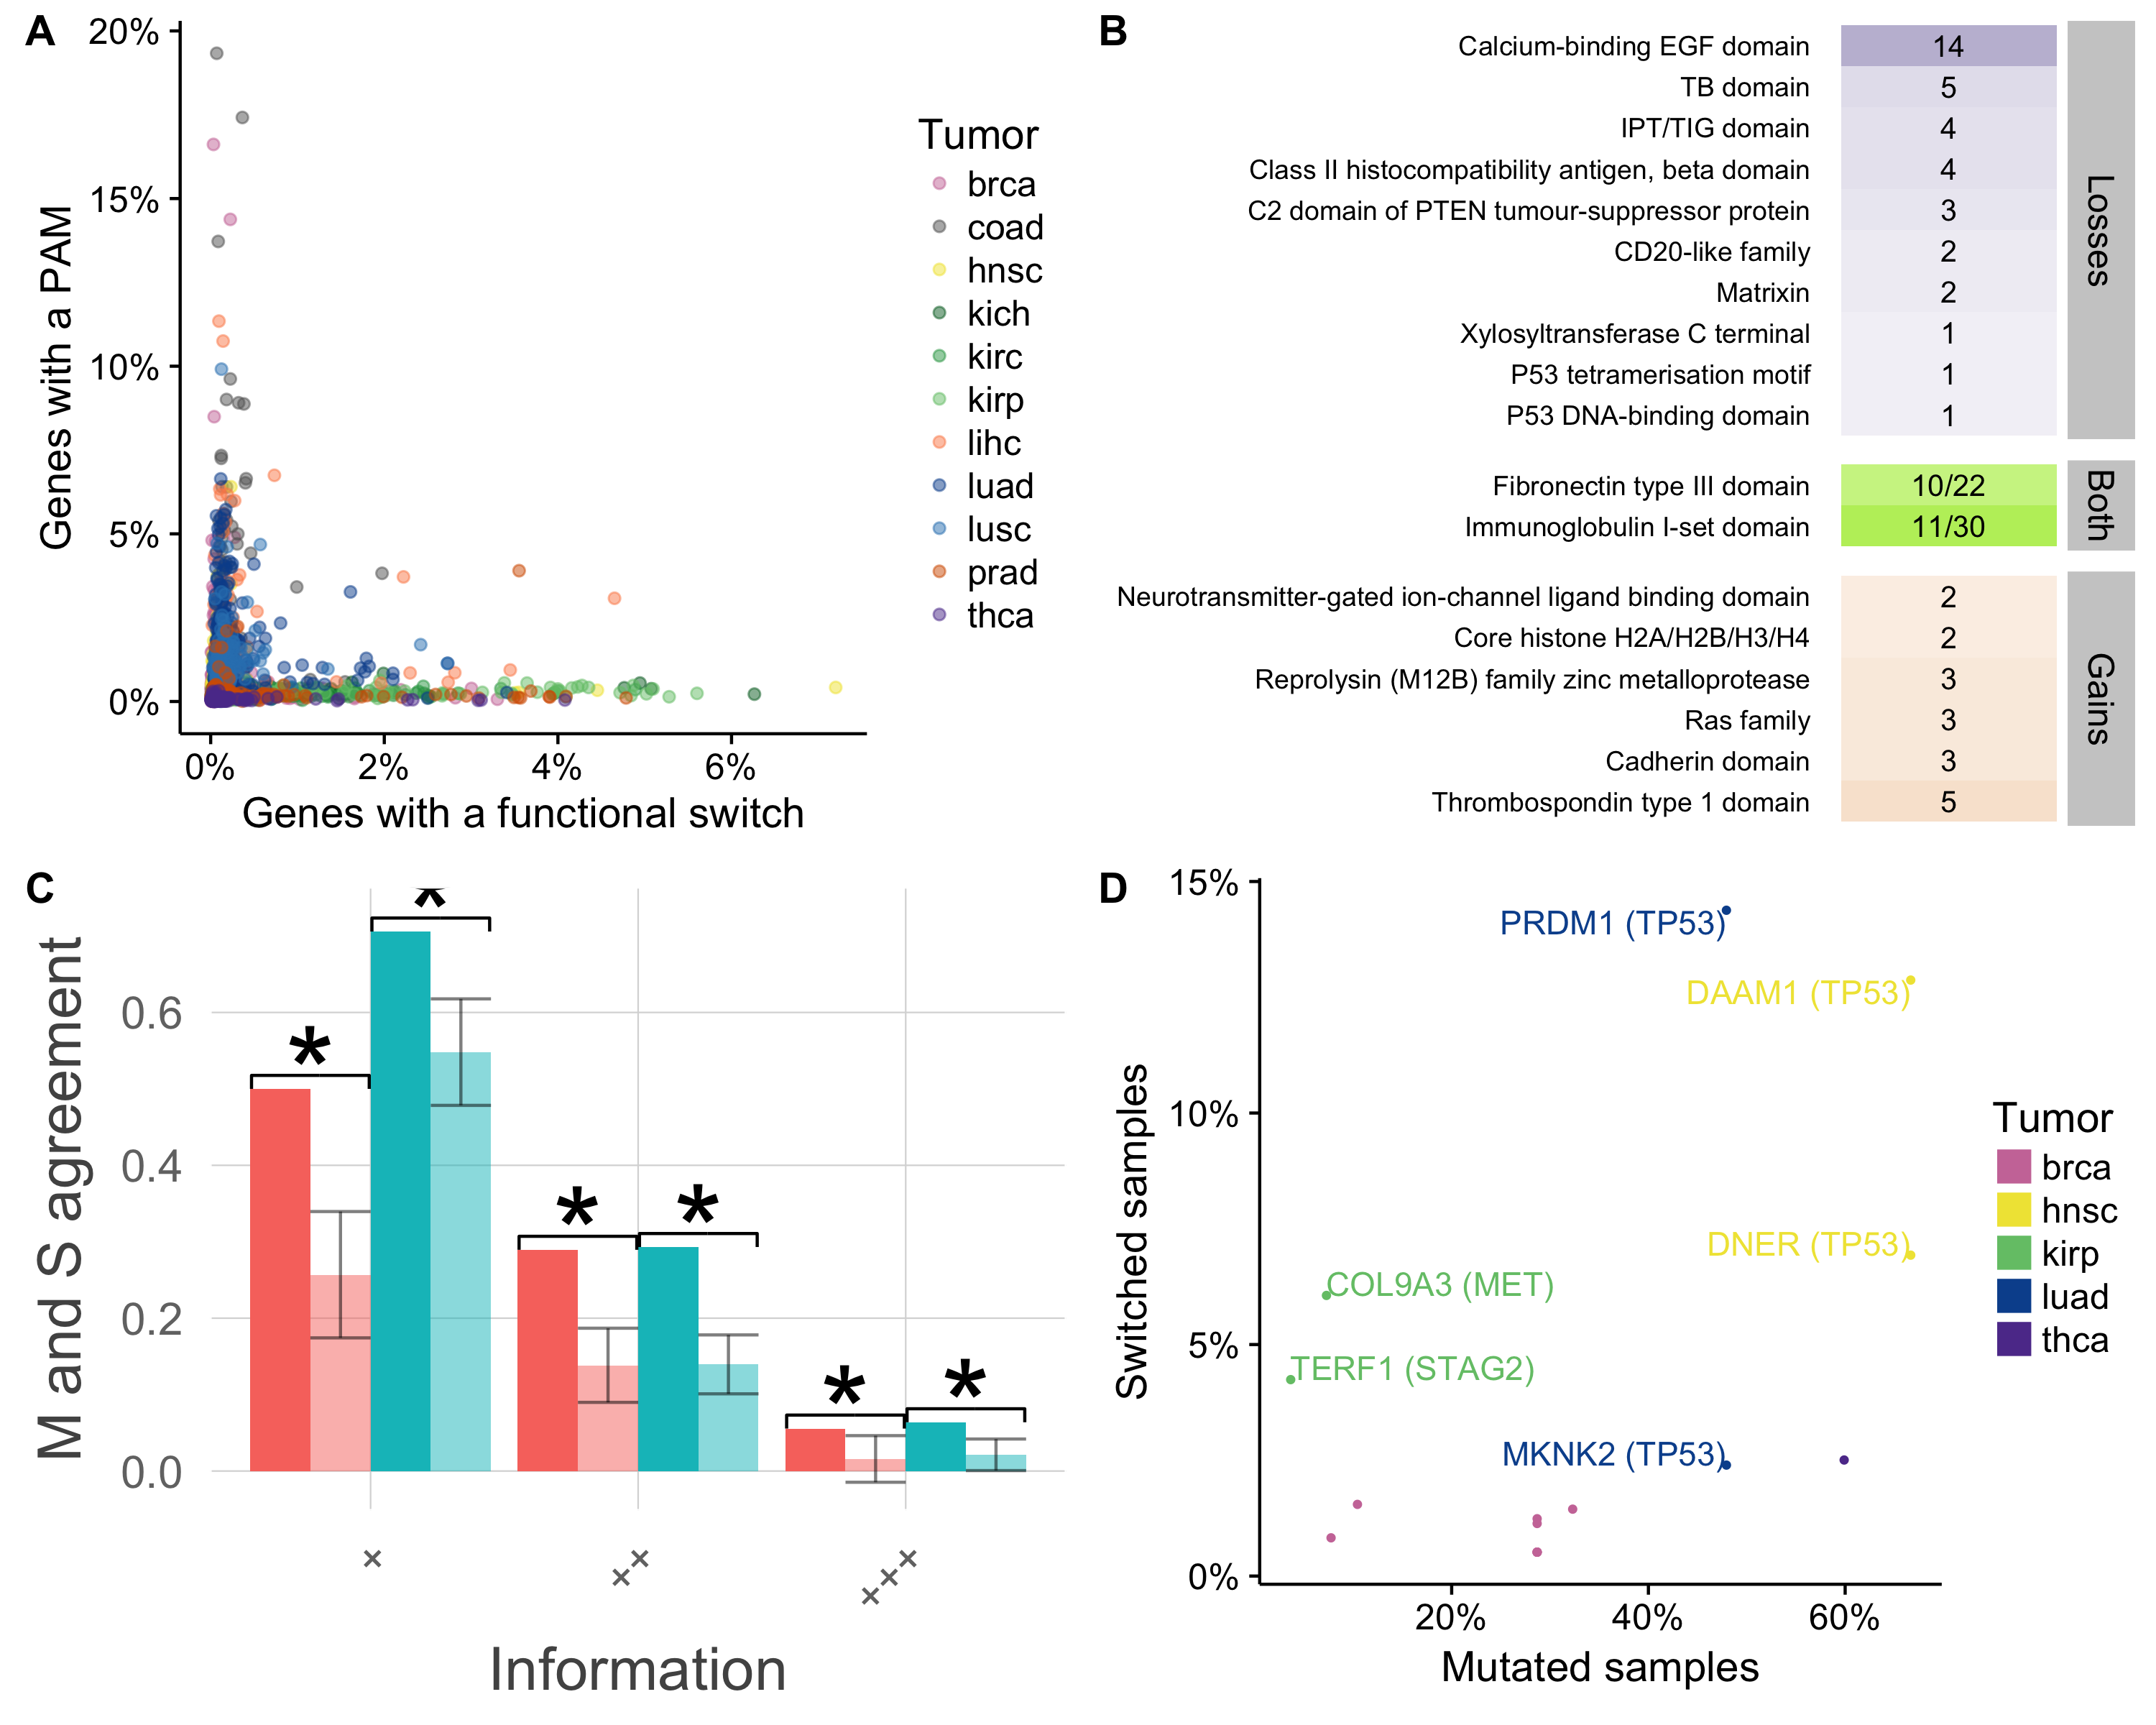 A
20%
15%
10%
5%
0%
Genes with a PAM
0%
2%
4%
6%
Genes with a functional switch
Tumor
brca
coad
hnsc
kich
kirc
kirp
lihc
luad
lusc
prad
thca
B
Calcium-binding EGF domain 14
TB domain 5
IPT/TIG domain 4
Class II histocompatibility antigen, beta domain 4
C2 domain of PTEN tumour-suppressor protein 3
CD20-like family 2
Matrixin 2
Xylosyltransferase C terminal 1
P53 tetramerisation motif 1
P53 DNA-binding domain 1
Losses
Fibronectin type III domain 10/22
Immunoglobulin I-set domain 11/30
Both
Neurotransmitter-gated ion-channel ligand binding domain 2
Core histone H2A/H2B/H3/H4 2
Reprolysin (M12B) family zinc metalloprotease 3
Ras family 3
Cadherin domain 3
Thrombospondin type 1 domain 5
Gains
C
M and S agreement
0.6
0.4
0.2
0.0
*
*
*
*
*
*
+
++
+++
Information
D
15%
10%
5%
0%
Switched samples
PRDM1 (TP53)
DAAM1 (TP53)
DNER (TP53)
COL9A3 (MET)
TERF1 (STAG2)
MKNK2 (TP53)
20%
40%
60%
Mutated samples
Tumor
brca
hnsc
kirp
luad
thca